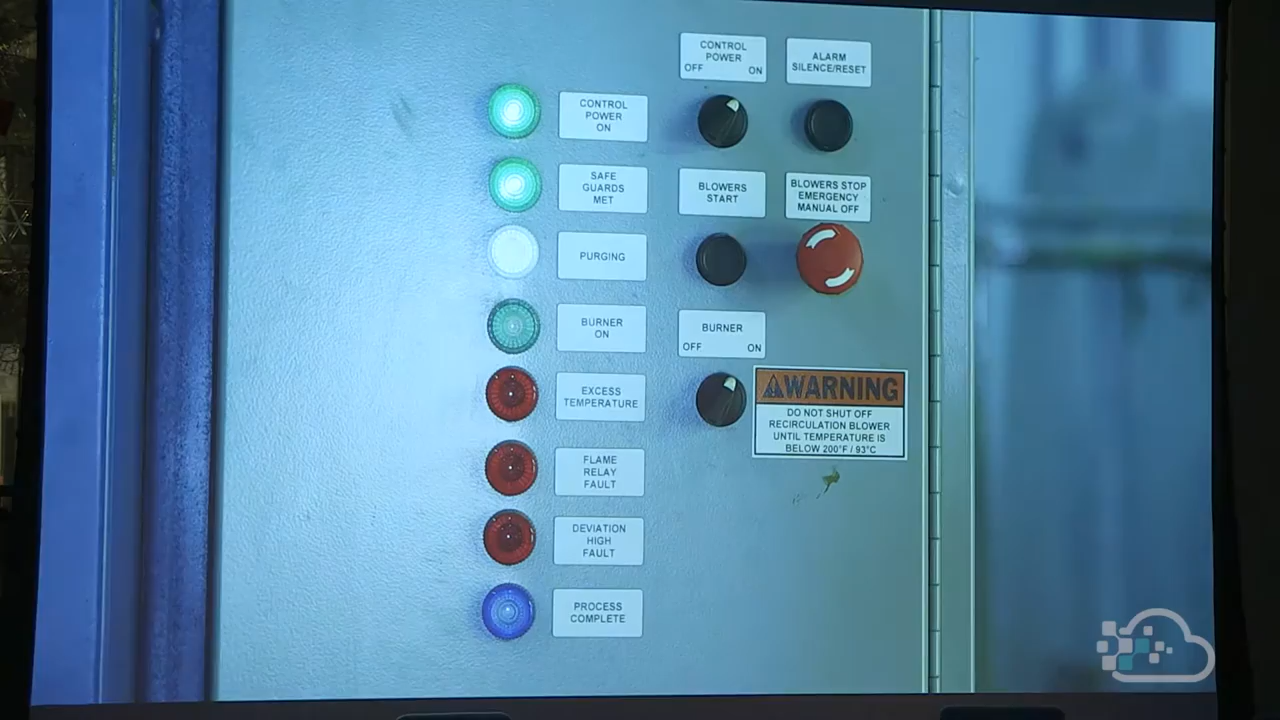 CONTROL
POWER
OFF ON
ALARM
SILENCE/RESET
CONTROL
POWER
ON
SAFE
GUARDS
MET
BLOWERS
START
BLOWERS STOP
EMERGENCY
MANUAL OFF
PURGING
BURNER
ON
BURNER
OFF ON
EXCESS
TEMPERATURE
WARNING
DO NOT SHUT OFF
RECIRCULATION BLOWER
UNTIL TEMPERATURE IS
BELOW 200°F / 93°C
FLAME
RELAY
FAULT
DEVIATION
HIGH
FAULT
PROCESS
COMPLETE